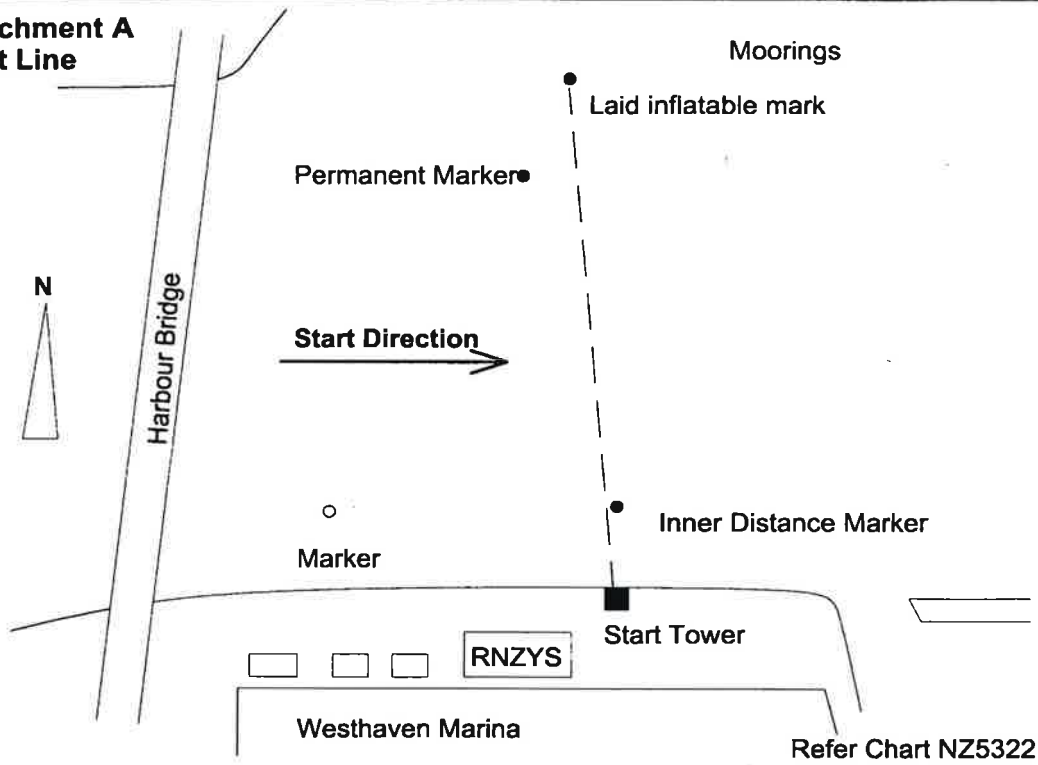 chment A
t Line
Moorings
Laid inflatable mark
Permanent Marker
N
Harbour Bridge
Start Direction
Inner Distance Marker
Marker
Start Tower
RNZYS
Westhaven Marina
Refer Chart NZ5322